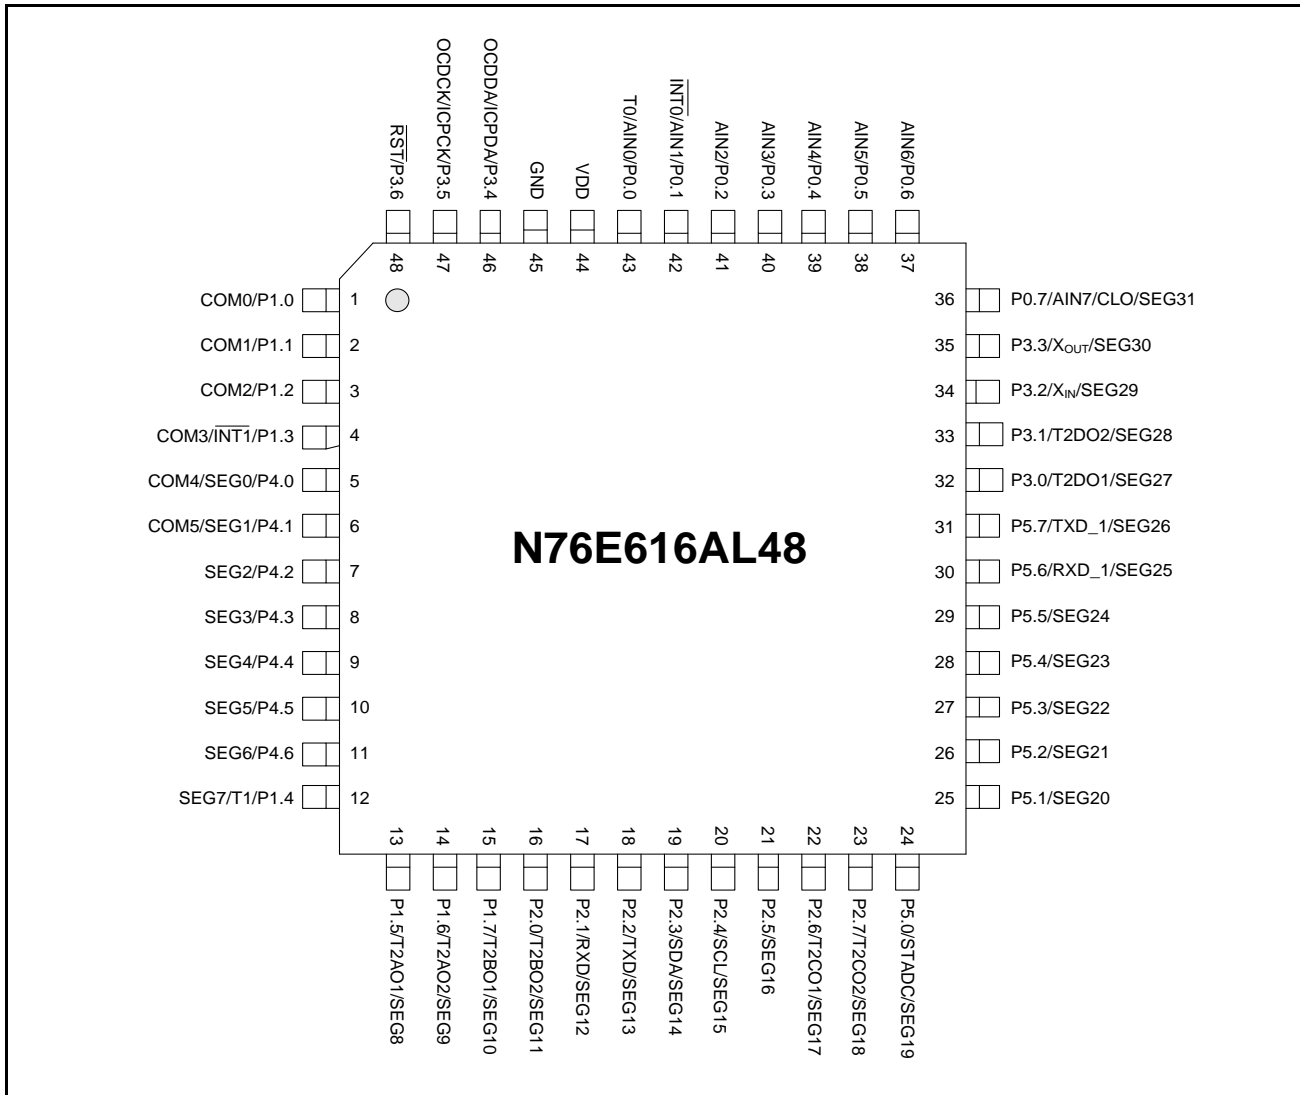 RST/P3.6
OCDCK/ICPCK/P3.5
OCDDA/ICPDA/P3.4
GND
VDD
T0/AIN0/P0.0
INT0/AIN1/P0.1
AIN2/P0.2
AIN3/P0.3
AIN4/P0.4
AIN5/P0.5
AIN6/P0.6
48
47
46
45
44
43
42
41
40
39
38
37
COM0/P1.0 1
COM1/P1.1 2
COM2/P1.2 3
COM3/INT1/P1.3 4
COM4/SEG0/P4.0 5
COM5/SEG1/P4.1 6
SEG2/P4.2 7
SEG3/P4.3 8
SEG4/P4.4 9
SEG5/P4.5 10
SEG6/P4.6 11
SEG7/T1/P1.4 12
N76E616AL48
36 P0.7/AIN7/CLO/SEG31
35 P3.3/XOUT/SEG30
34 P3.2/XIN/SEG29
33 P3.1/T2DO2/SEG28
32 P3.0/T2DO1/SEG27
31 P5.7/TXD_1/SEG26
30 P5.6/RXD_1/SEG25
29 P5.5/SEG24
28 P5.4/SEG23
27 P5.3/SEG22
26 P5.2/SEG21
25 P5.1/SEG20
13
14
15
16
17
18
19
20
21
22
23
24
P1.5/T2AO1/SEG8
P1.6/T2AO2/SEG9
P1.7/T2BO1/SEG10
P2.0/T2BO2/SEG11
P2.1/RXD/SEG12
P2.2/TXD/SEG13
P2.3/SDA/SEG14
P2.4/SCL/SEG15
P2.5/SEG16
P2.6/T2CO1/SEG17
P2.7/T2CO2/SEG18
P5.0/STADC/SEG19